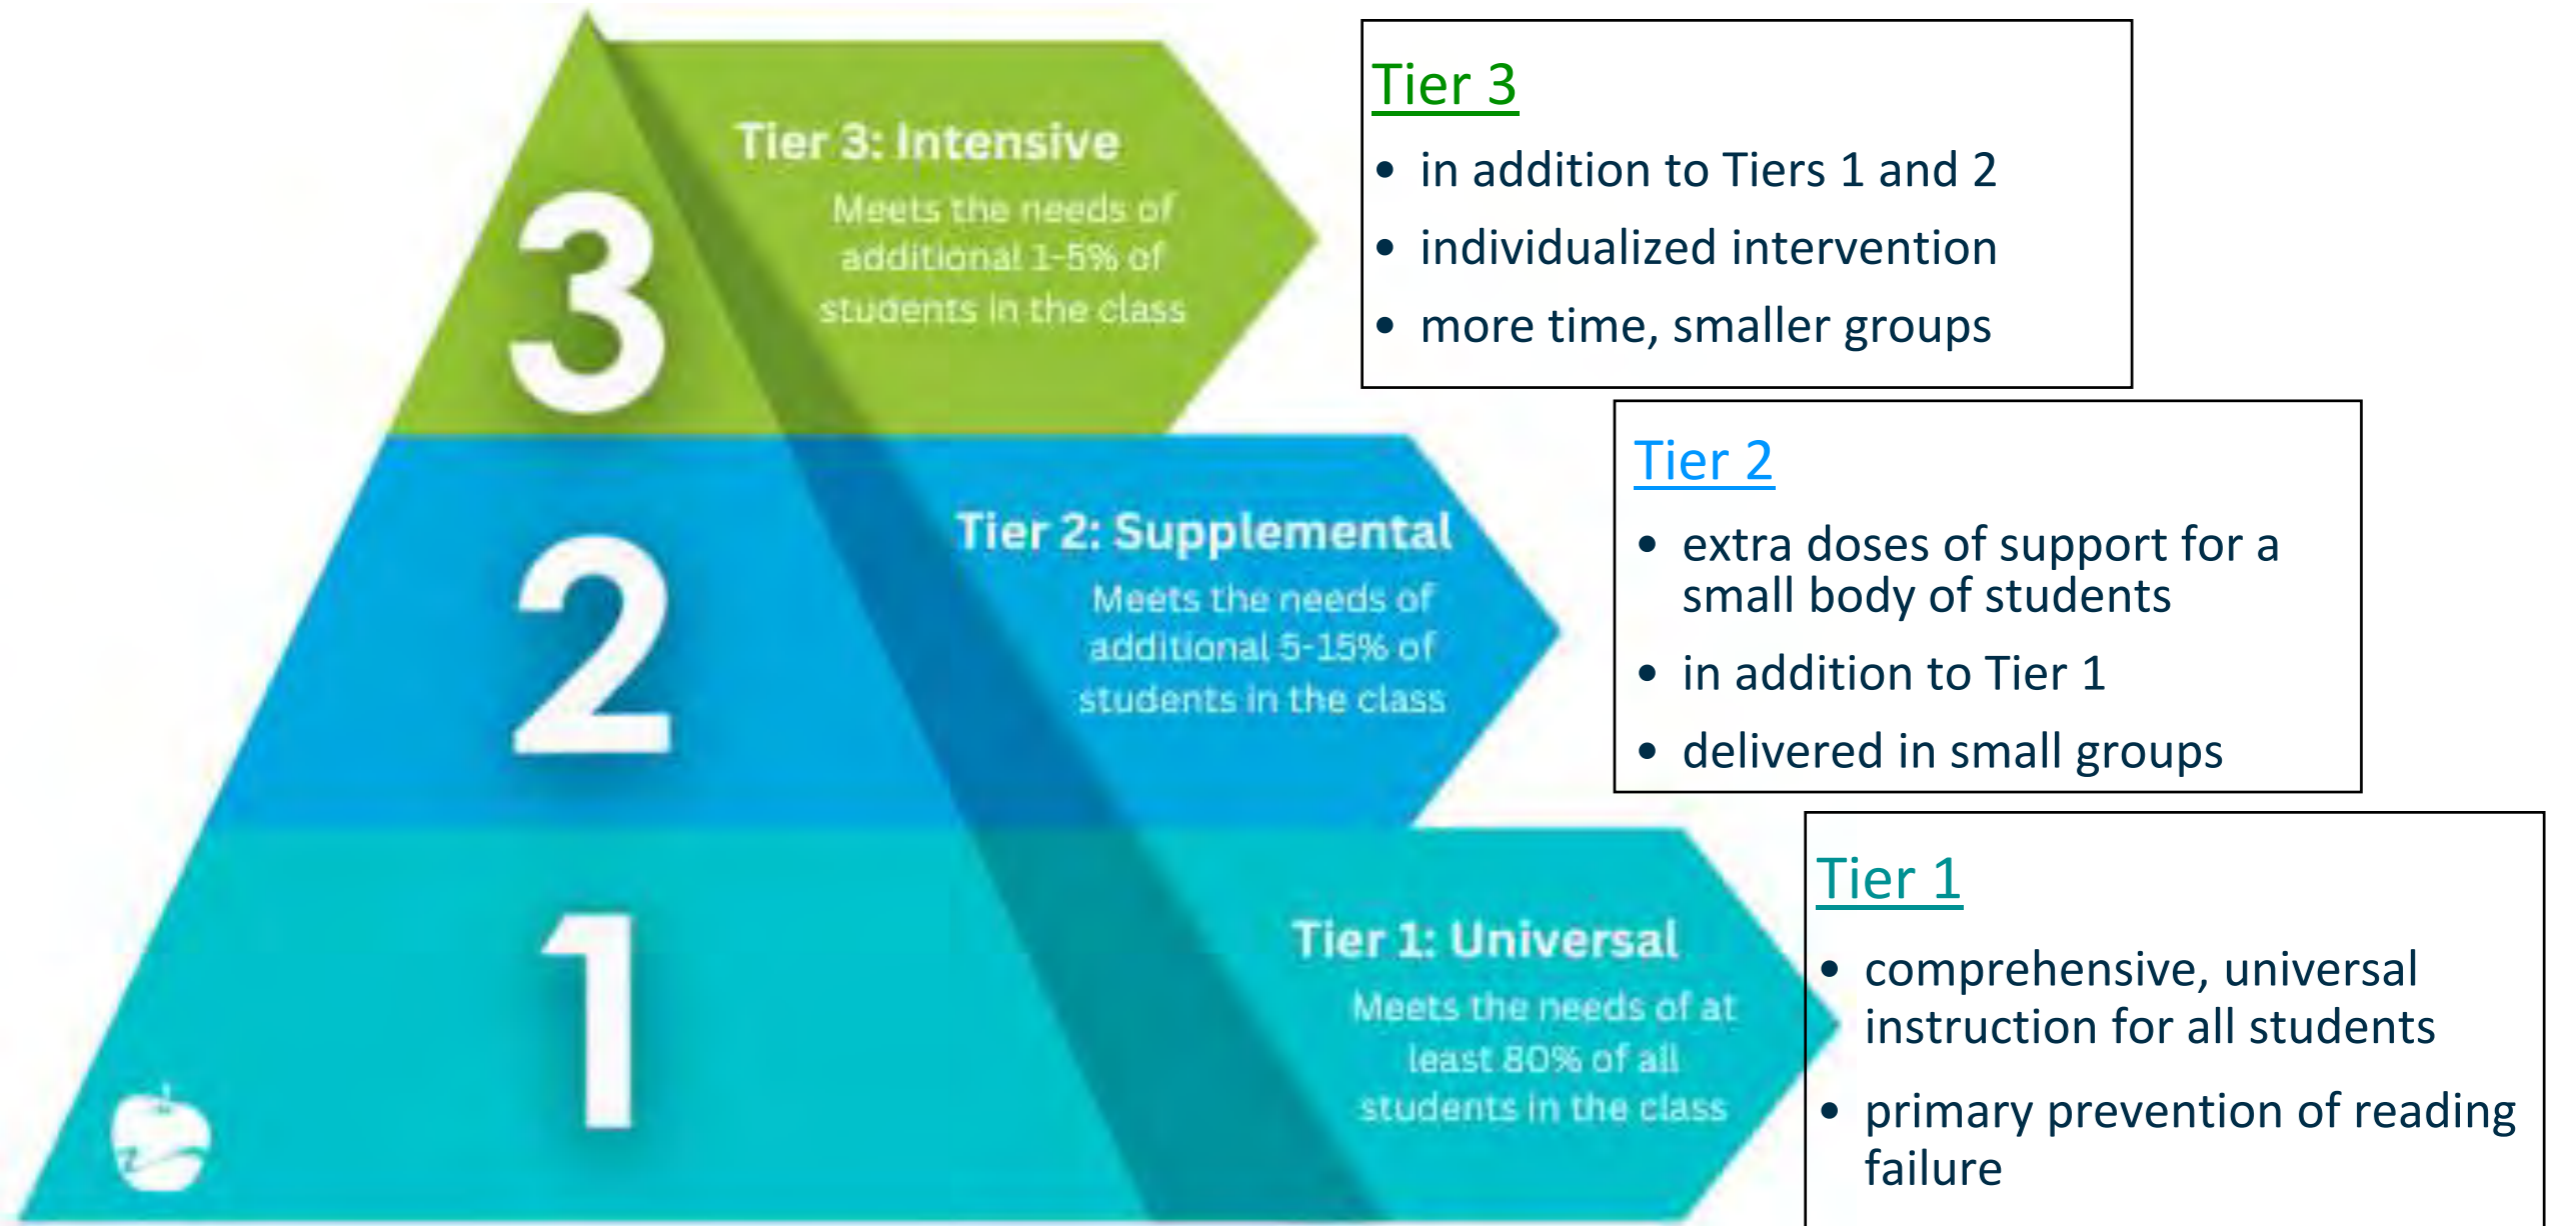 3
Tier 3: Intensive
Meets the needs of
additional 1-5% of
students in the class
Tier 3
• in addition to Tiers 1 and 2
• individualized intervention
• more time, smaller groups
2
Tier 2: Supplemental
Meets the needs of
additional 5-15% of
students in the class
Tier 2
• extra doses of support for a
small body of students
• in addition to Tier 1
• delivered in small groups
1
Tier 1: Universal
Meets the needs of at
least 80% of all
students in the class
Tier 1
• comprehensive, universal
instruction for all students
• primary prevention of reading
failure